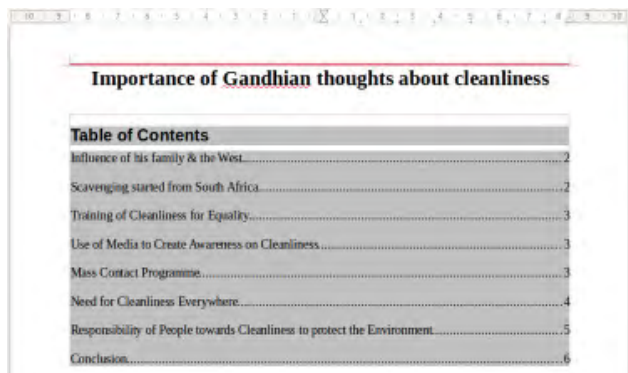 Importance of Gandhian thoughts about cleanliness
Table of Contents
Influence of his family & the West.......2
Scavenging started from South Africa.......2
Training of Cleanliness for Equality.......3
Use of Media to Create Awareness on Cleanliness.......3
Mass Contact Programme.......3
Need for Cleanliness Everywhere.......4
Responsibility of People towards Cleanliness to protect the Environment.......5
Conclusion.......6